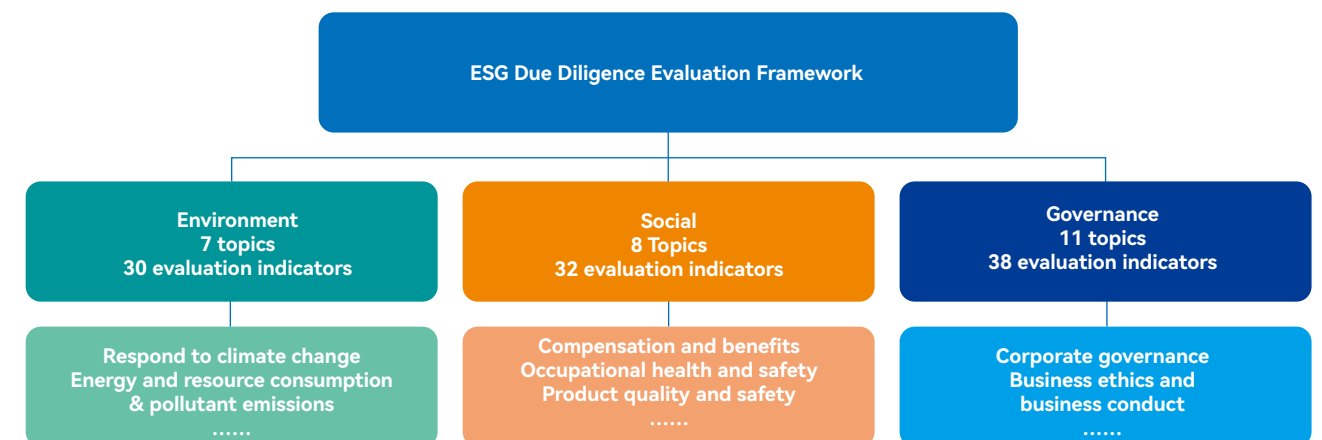 ESG Due Diligence Evaluation Framework
Environment
7 topics
30 evaluation indicators
Social
8 Topics
32 evaluation indicators
Governance
11 topics
38 evaluation indicators
Respond to climate change
Energy and resource consumption
& pollutant emissions
......
Compensation and benefits
Occupational health and safety
Product quality and safety
......
Corporate governance
Business ethics and
business conduct
......